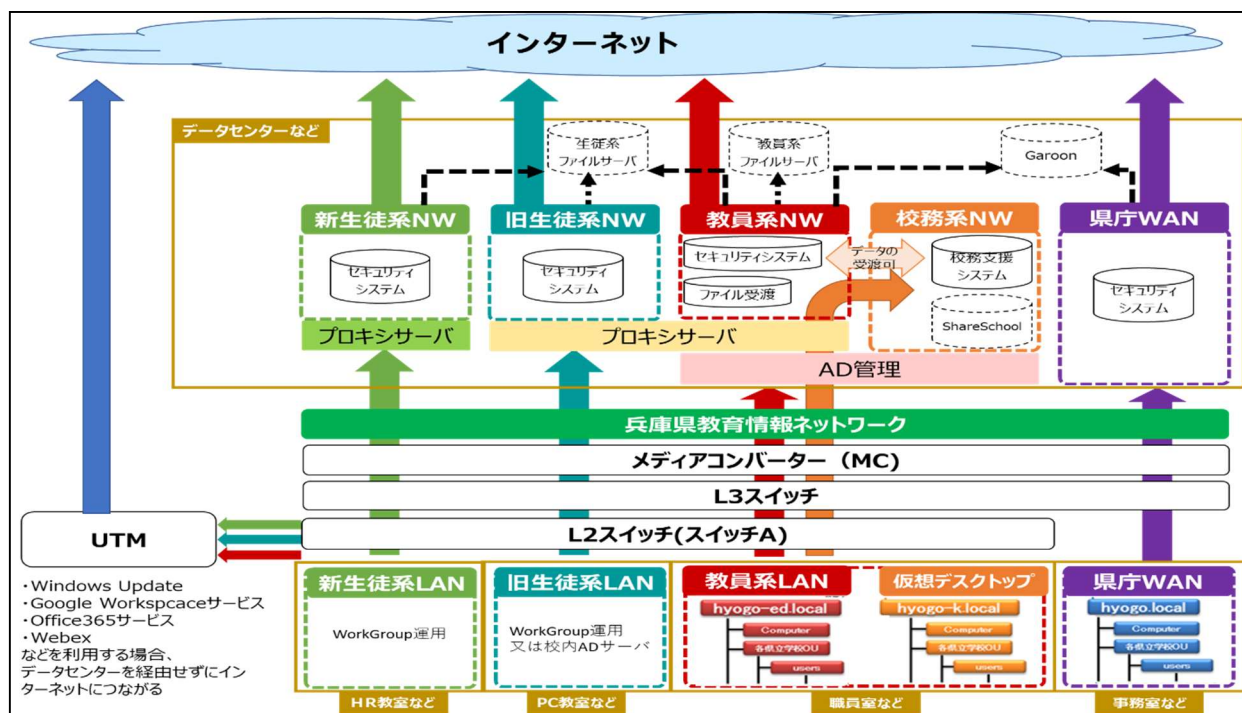 インターネット
データセンターなど
生徒系
ファイルサーバ
教員系
ファイルサーバ
Garoon
新生徒系NW
旧生徒系NW
教員系NW
校務系NW
県庁WAN
セキュリティ
システム
セキュリティ
システム
セキュリティシステム
ファイル受渡
データの
受渡可
校務支援
システム
ShareSchool
セキュリティ
システム
プロキシサーバ
プロキシサーバ
AD管理
兵庫県教育情報ネットワーク
メディアコンバーター（MC）
L3スイッチ
L2スイッチ(スイッチA)
UTM
・Windows Update
・Google Workspcaceサービス
・Office365サービス
・Webex
などを利用する場合、
データセンターを経由せずにイン
ターネットにつながる
新生徒系LAN
WorkGroup運用
HR教室など
旧生徒系LAN
WorkGroup運用
又は校内ADサーバ
PC教室など
教員系LAN
hyogo-ed.local
Computer
各県立学校OU
users
仮想デスクトップ
hyogo-k.local
Computer
各県立学校OU
users
職員室など
県庁WAN
hyogo.local
Computer
各県立学校OU
users
事務室など